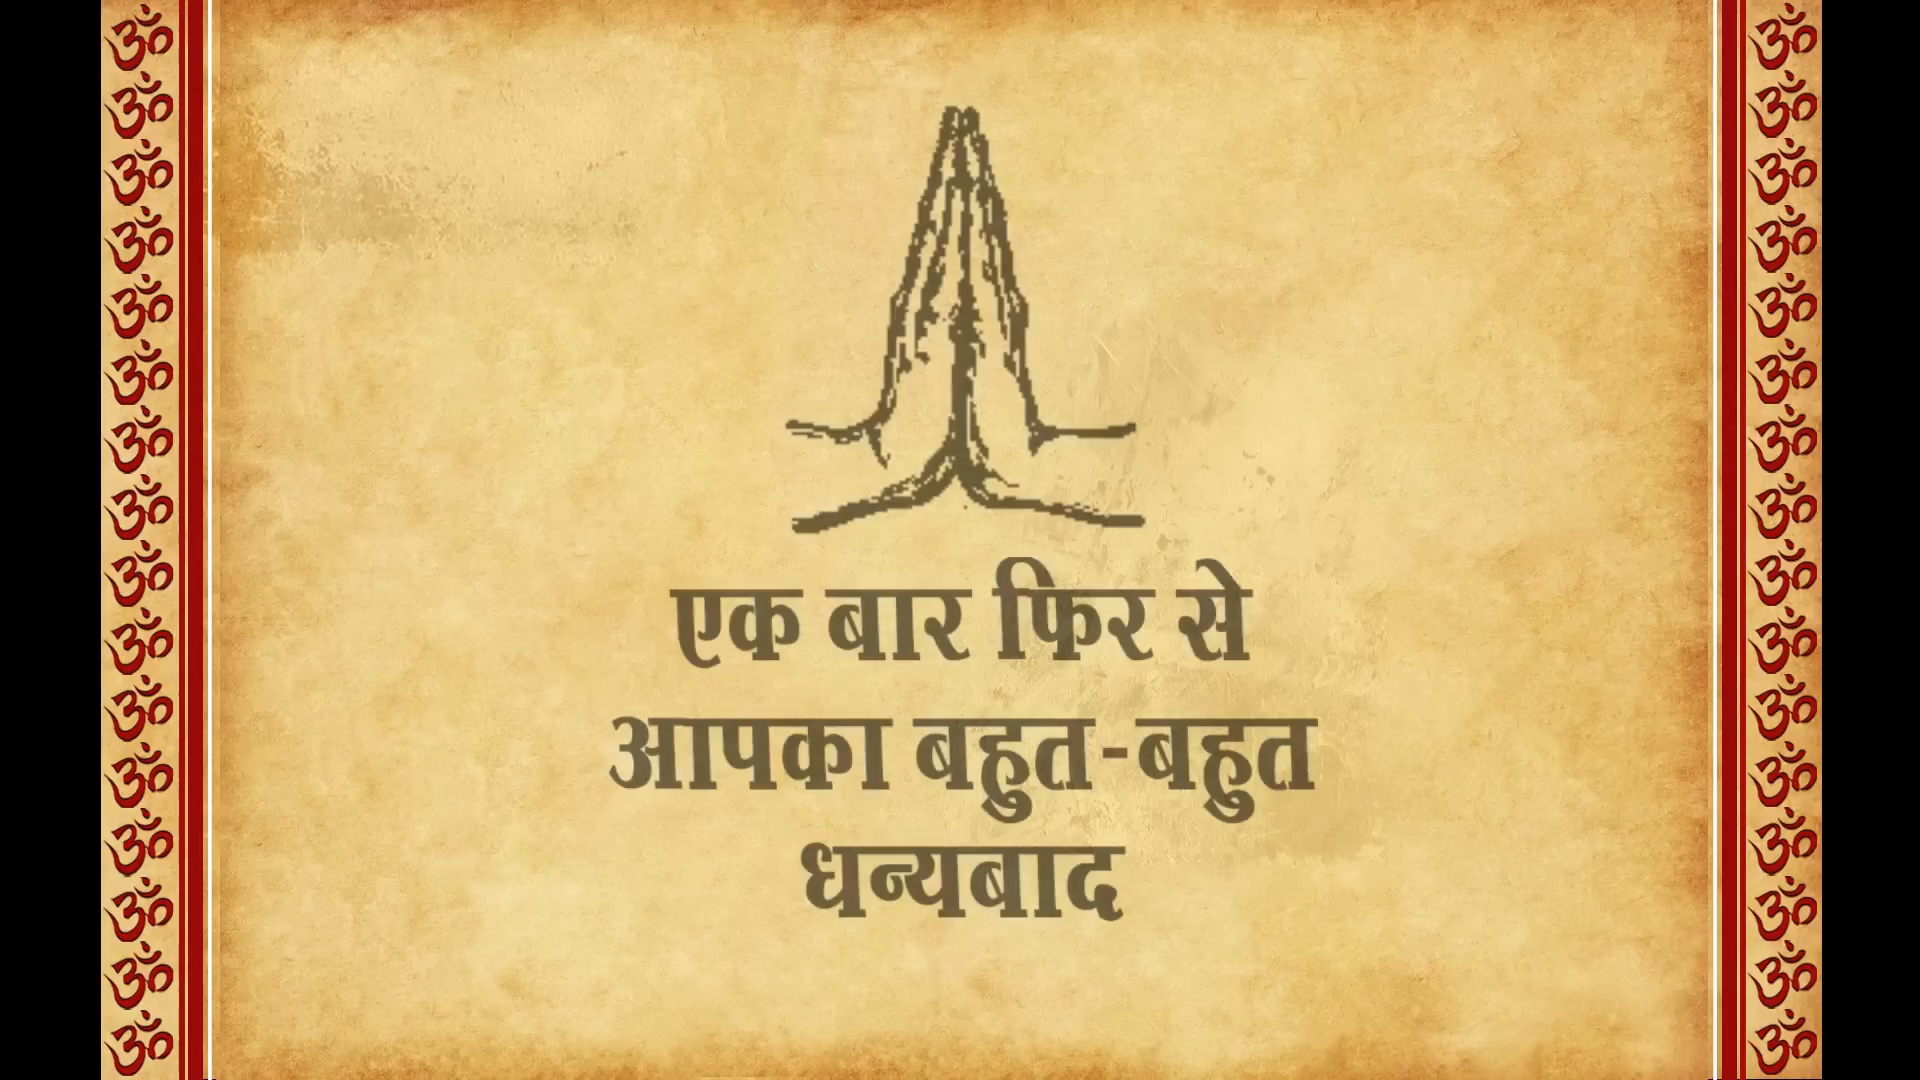 एक बार फिर से
आपका बहुत-बहुत
धन्यबाद